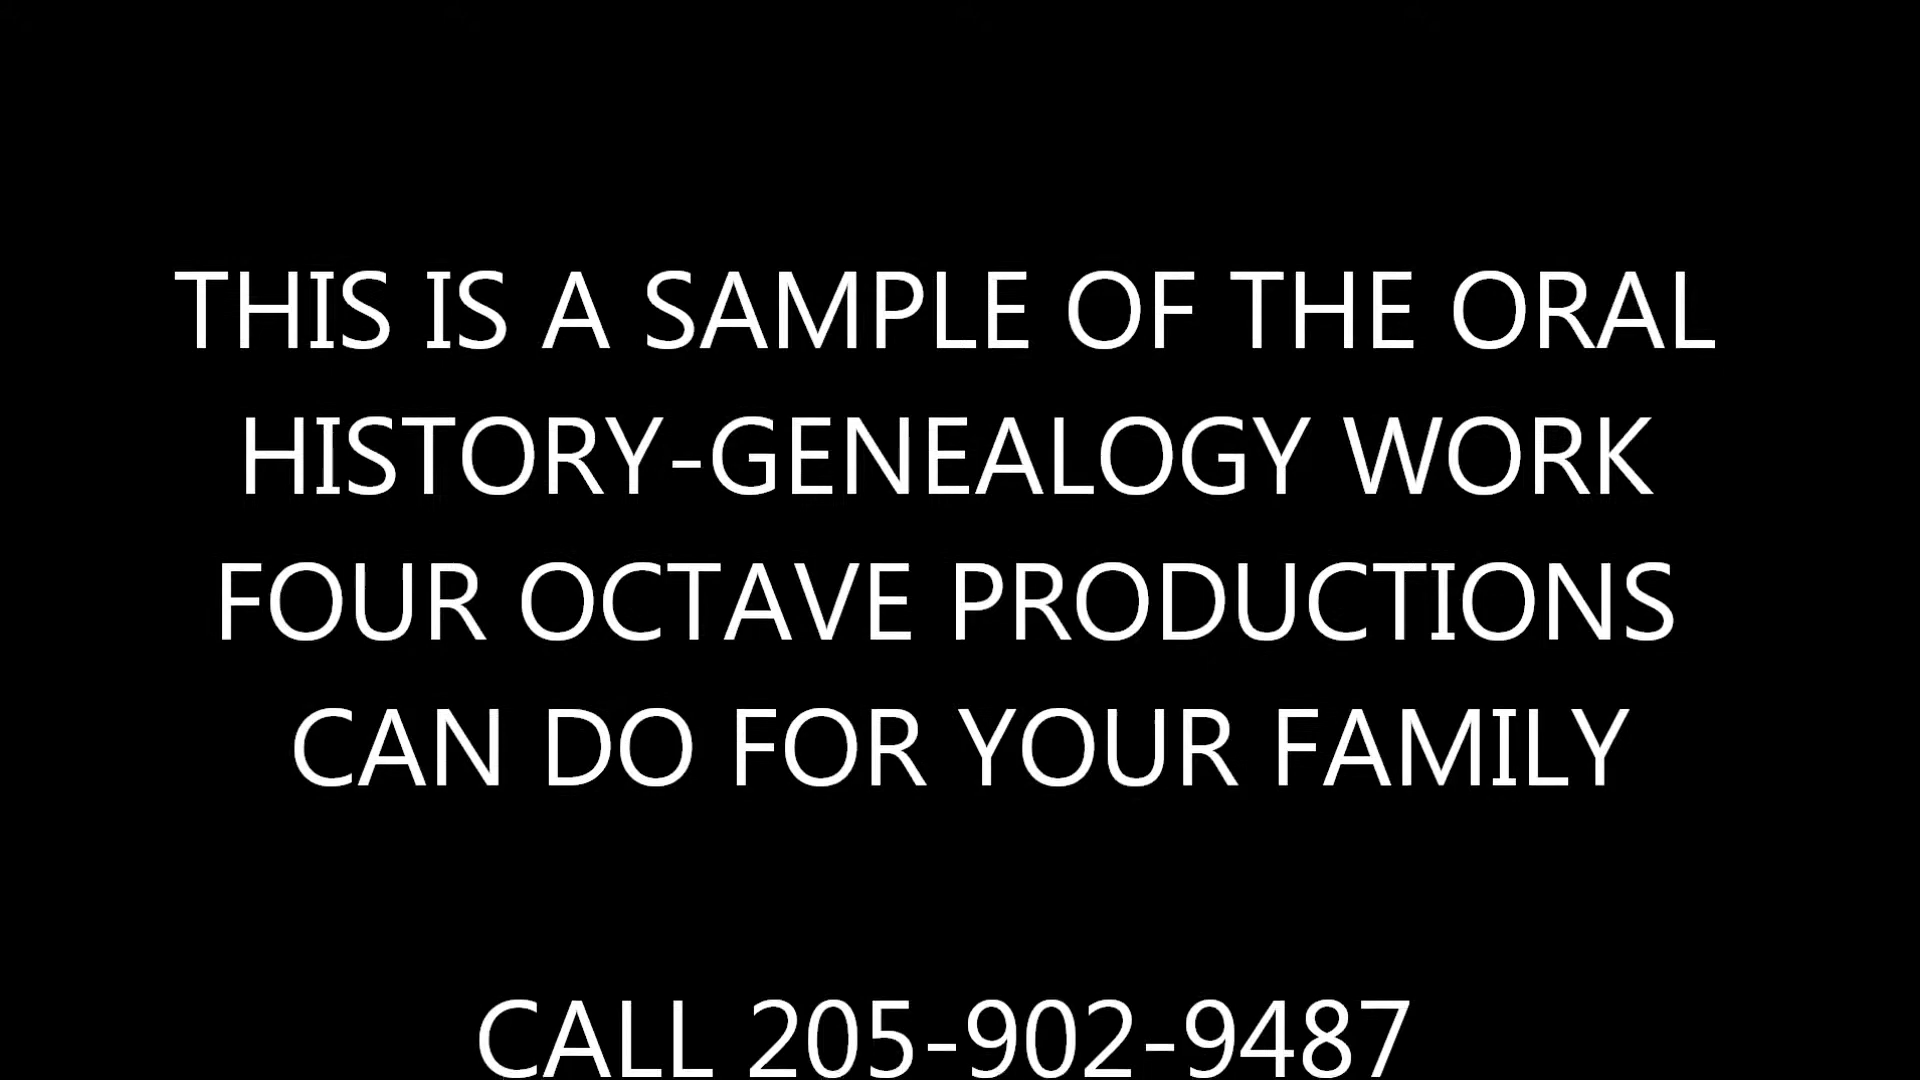 THIS IS A SAMPLE OF THE ORAL
HISTORY-GENEALOGY WORK
FOUR OCTAVE PRODUCTIONS
CAN DO FOR YOUR FAMILY
CALL 205-902-9487